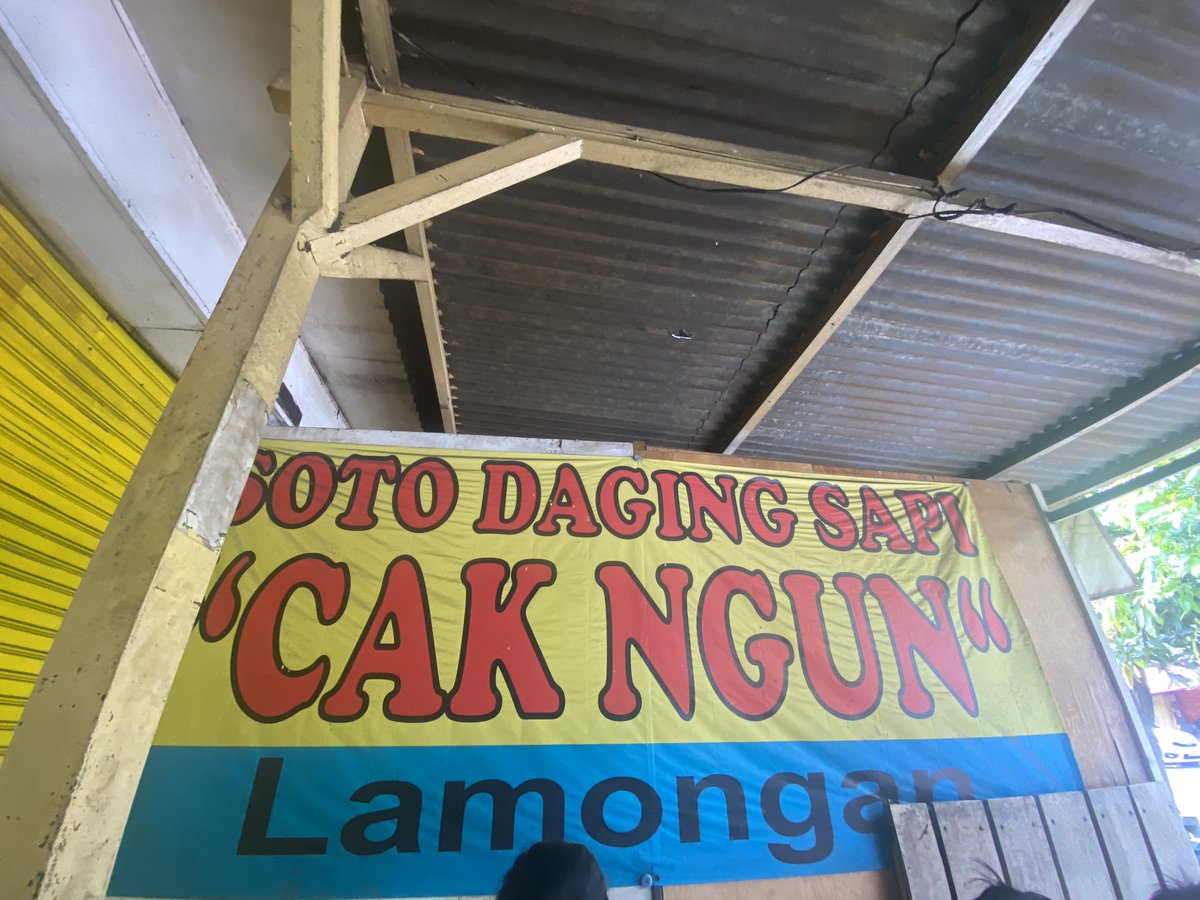 SOTO DAGING SAPI
“CAK NGUN“
Lamongan